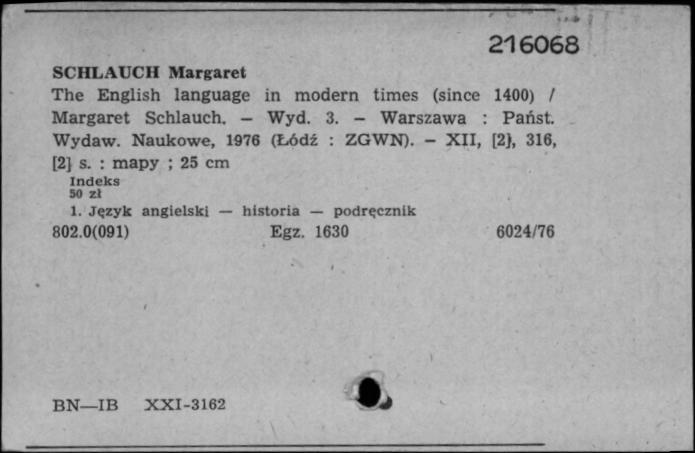 216068
SCHLAUCH Margaret
The English language in modern times (since 1400) /
Margaret Schlauch. — Wyd. 3. — Warszawa : Państ.
Wydaw. Naukowe, 1976 (Łódź : ZGWN). — XII, [2], 316,
[2] s. : mapy ; 25 cm
Indeks
50 zł
1. Język angielski — historia — podręcznik
802.0(091) Egz. 1630 6024/76
BN—IB XXI-3162